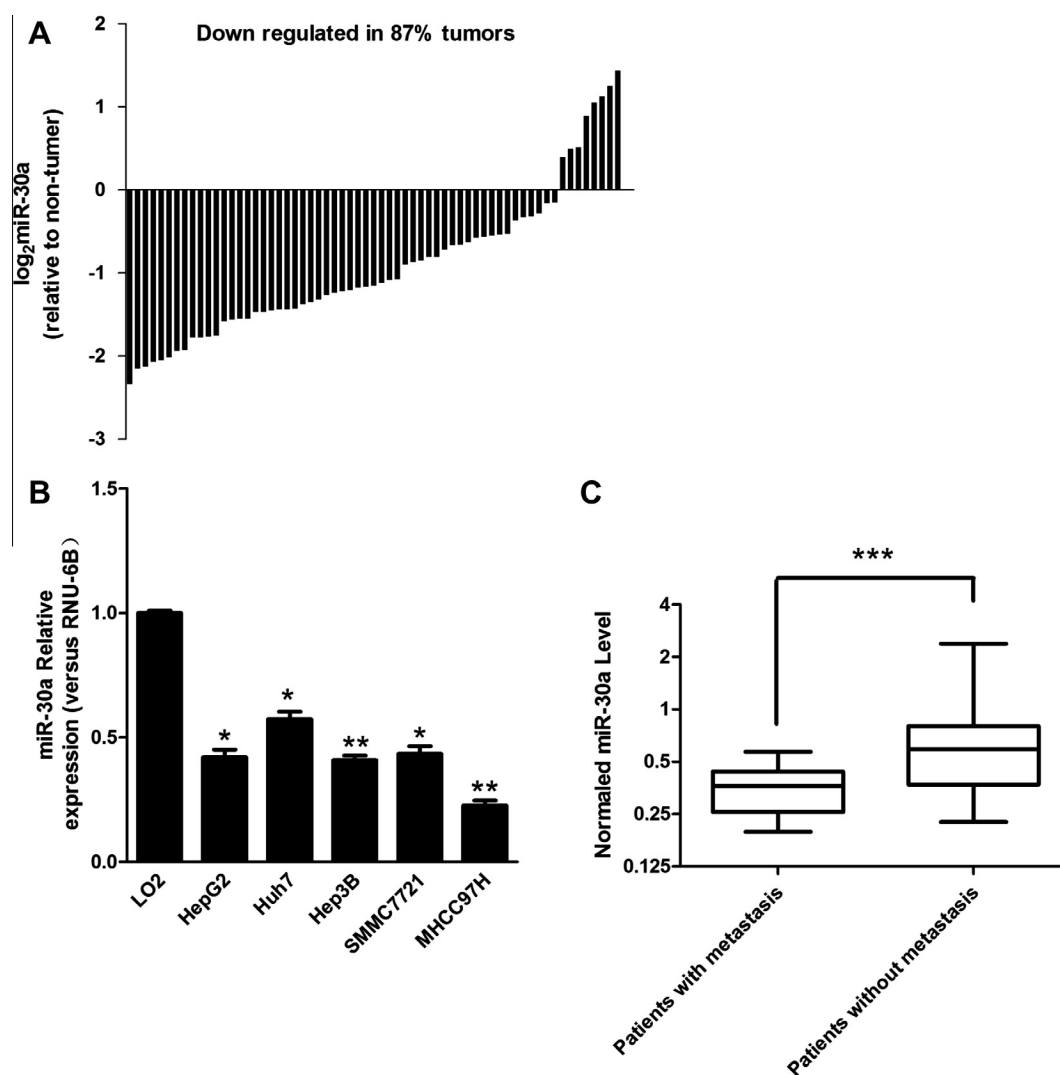 A
Down regulated in 87% tumors
log₂miR-30a
(relative to non-tumer)
2
1
0
-1
-2
-3
B
miR-30a Relative
expression (versus RNU-6B）
1.5
1.0
0.5
0.0
*
*
**
*
**
LO2
HepG2
Huh7
Hep3B
SMMC7721
MHCC97H
C
***
Normaled miR-30a Level
4
2
1
0.5
0.25
0.125
Patients with metastasis
Patients without metastasis